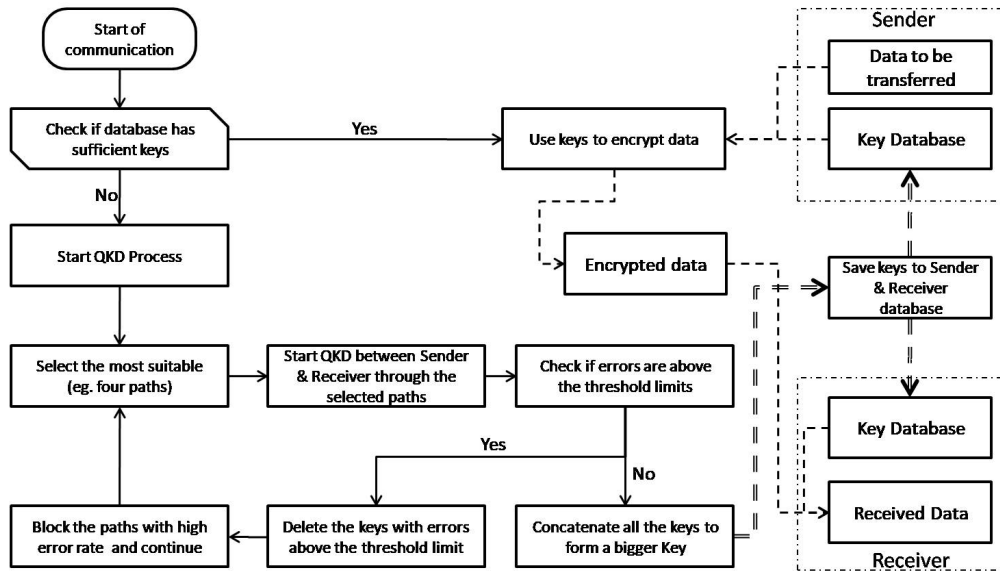 Start of
communication
Sender
Data to be
transferred
Check if database has
sufficient keys
Yes
Use keys to encrypt data
Key Database
No
Start QKD Process
Encrypted data
Save keys to Sender
& Receiver
database
Select the most suitable
(eg. four paths)
Start QKD between Sender
& Receiver through the
selected paths
Check if errors are above
the threshold limits
Key Database
Yes
No
Block the paths with high
error rate and continue
Delete the keys with errors
above the threshold limit
Concatenate all the keys to
form a bigger Key
Received Data
Receiver